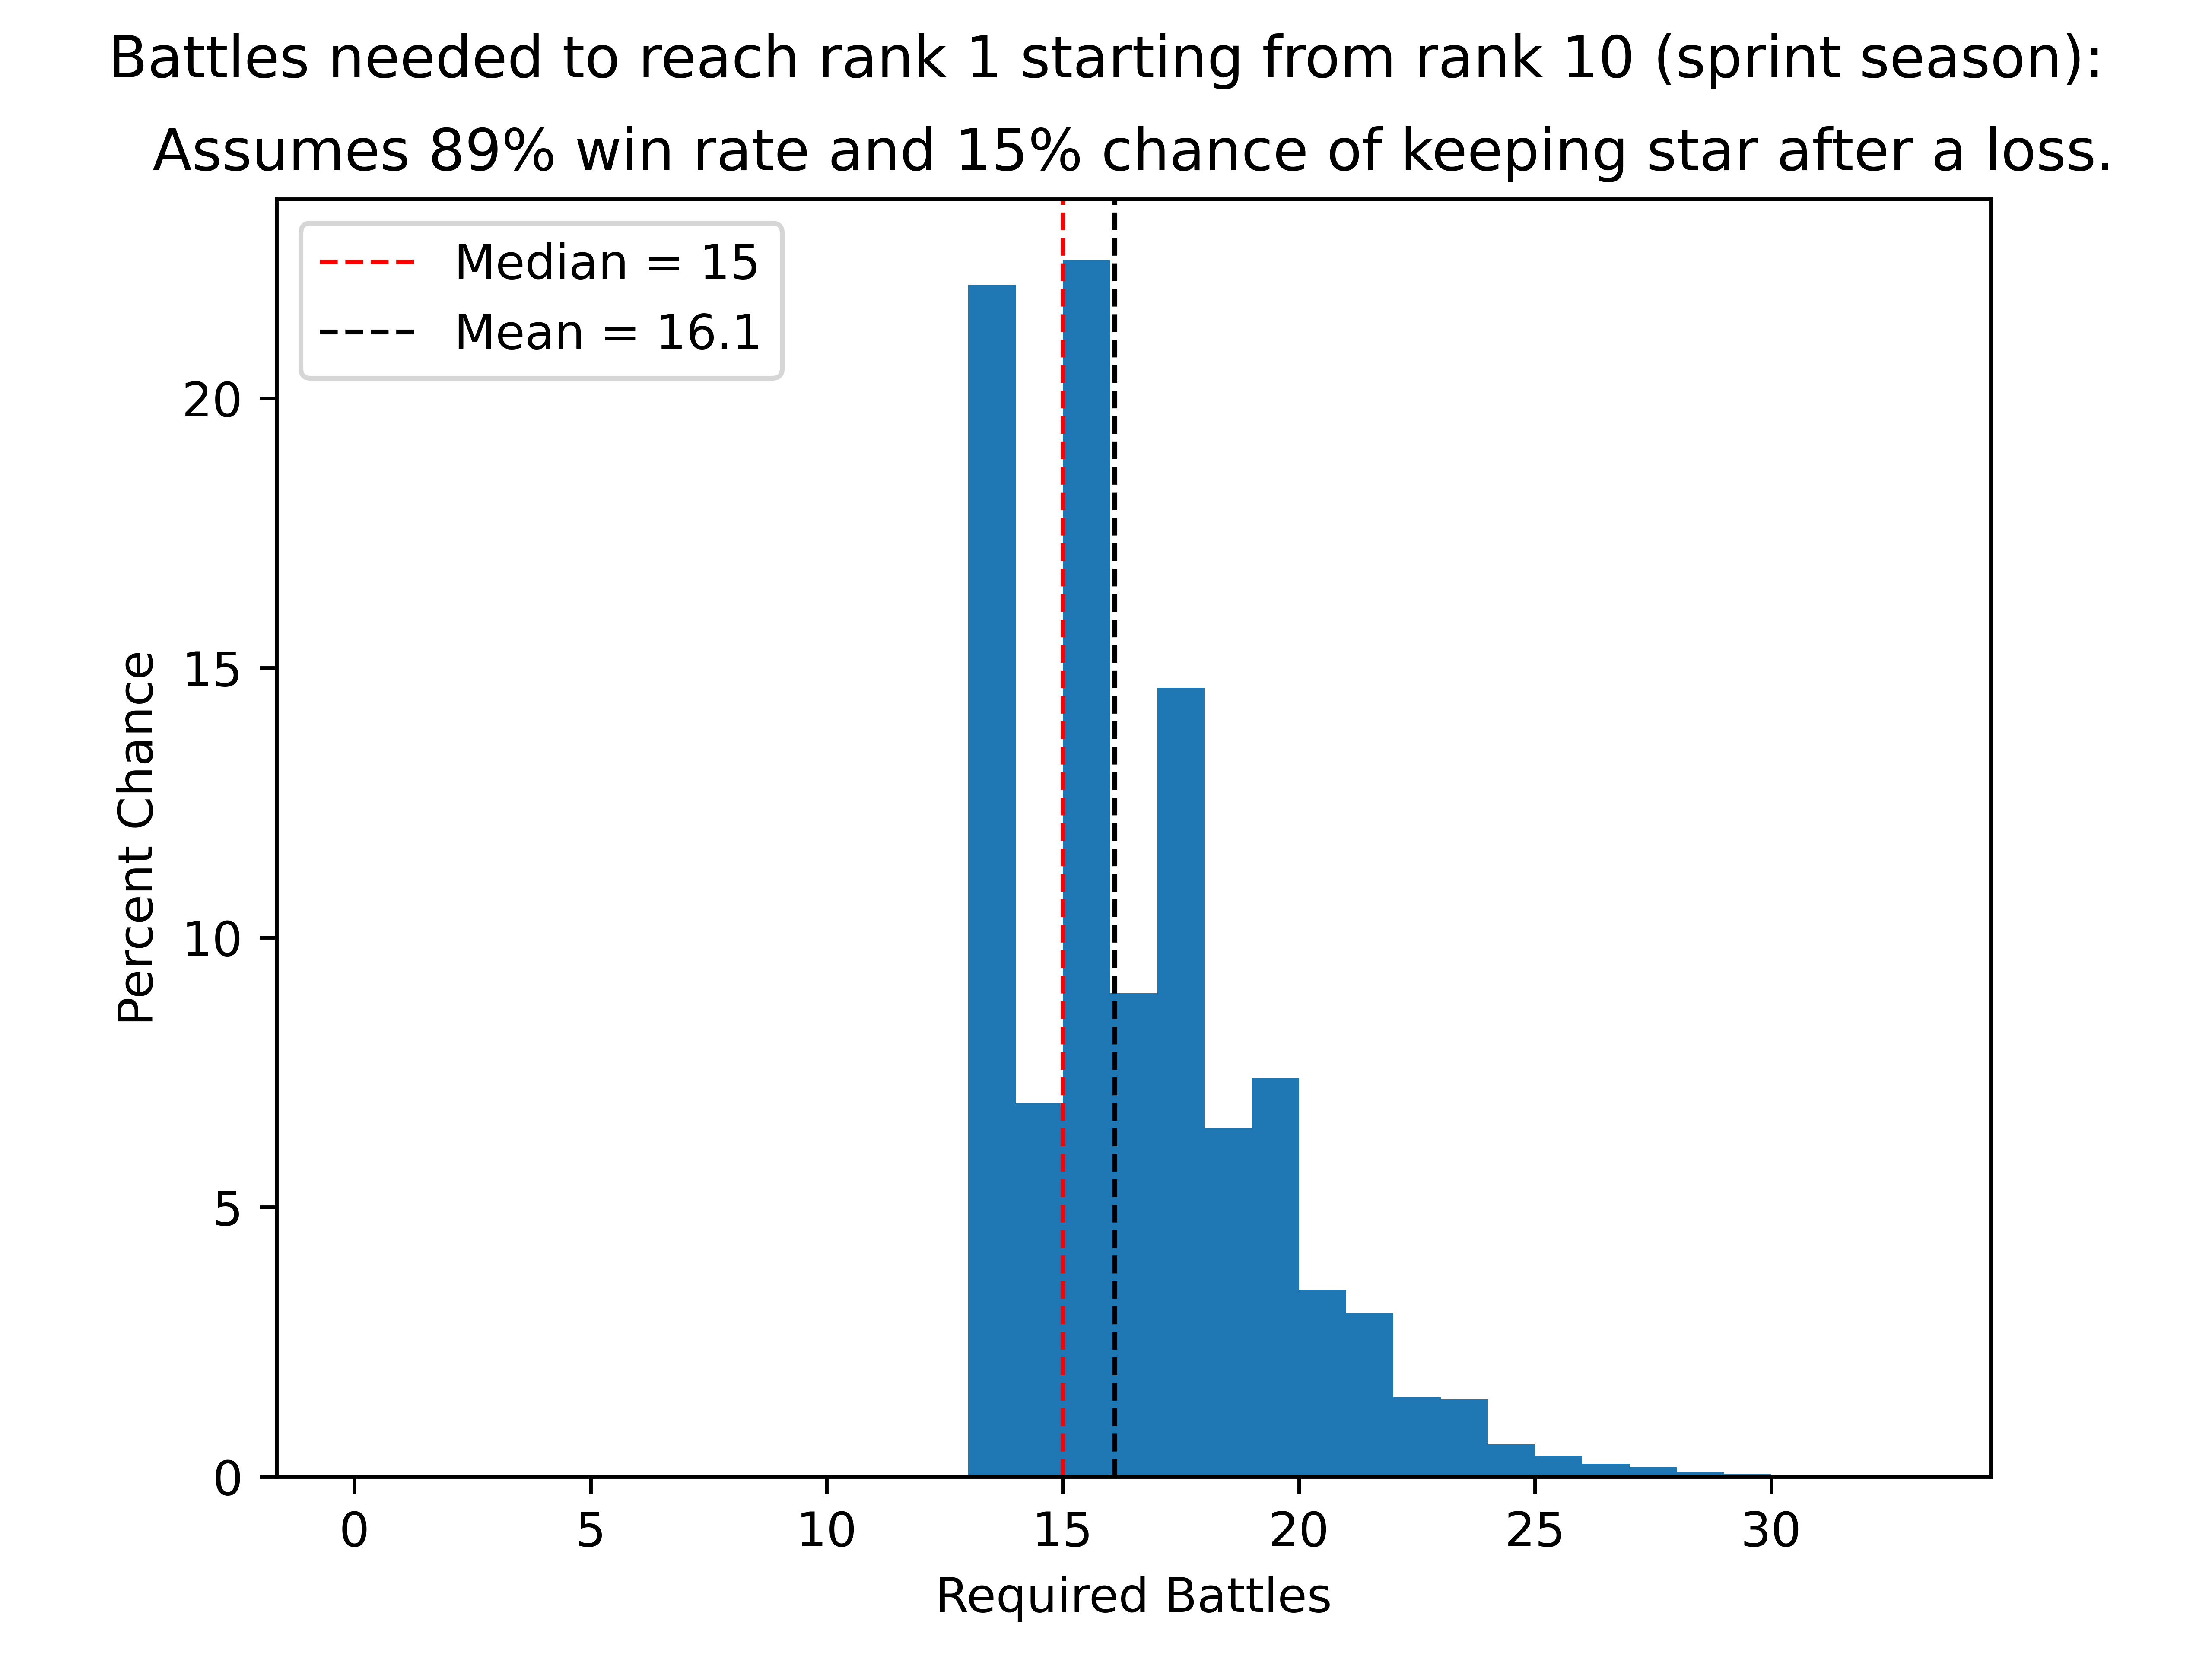 Battles needed to reach rank 1 starting from rank 10 (sprint season):
Assumes 89% win rate and 15% chance of keeping star after a loss.
Median = 15
Mean = 16.1
Percent Chance
20
15
10
5
0
0 5 10 15 20 25 30
Required Battles